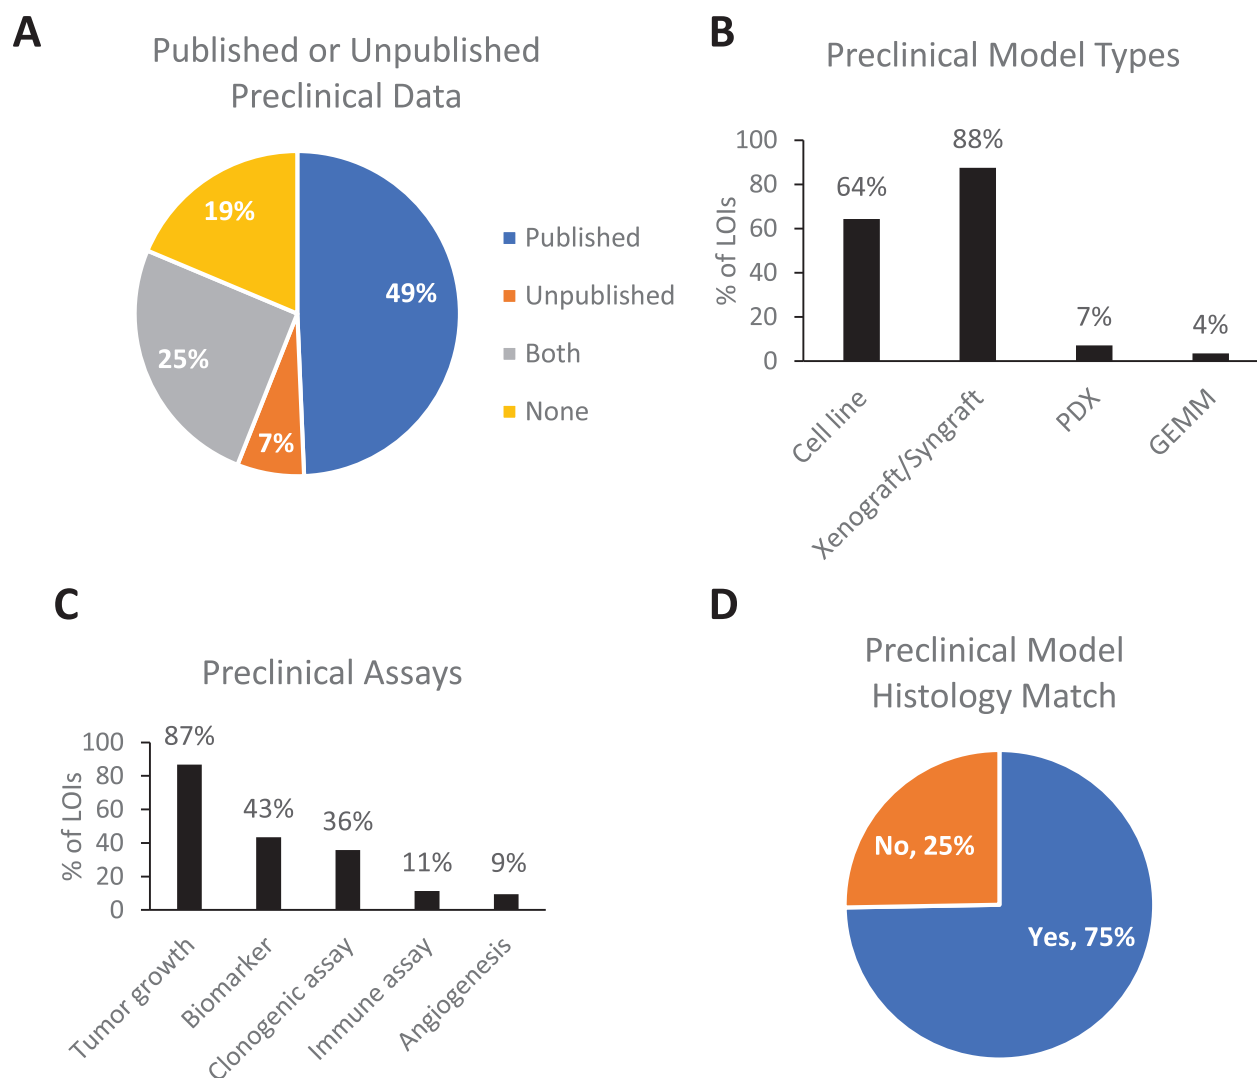 A
Published or Unpublished
Preclinical Data
19%
49%
25%
7%
Published
Unpublished
Both
None
B
Preclinical Model Types
% of LOIs
100
80
60
40
20
0
64%
88%
7%
4%
Cell line
Xenograft/Syngraft
PDX
GEMM
C
Preclinical Assays
% of LOIs
100
80
60
40
20
0
87%
43%
36%
11%
9%
Tumor growth
Biomarker
Clonogenic assay
Immune assay
Angiogenesis
D
Preclinical Model
Histology Match
No, 25%
Yes, 75%